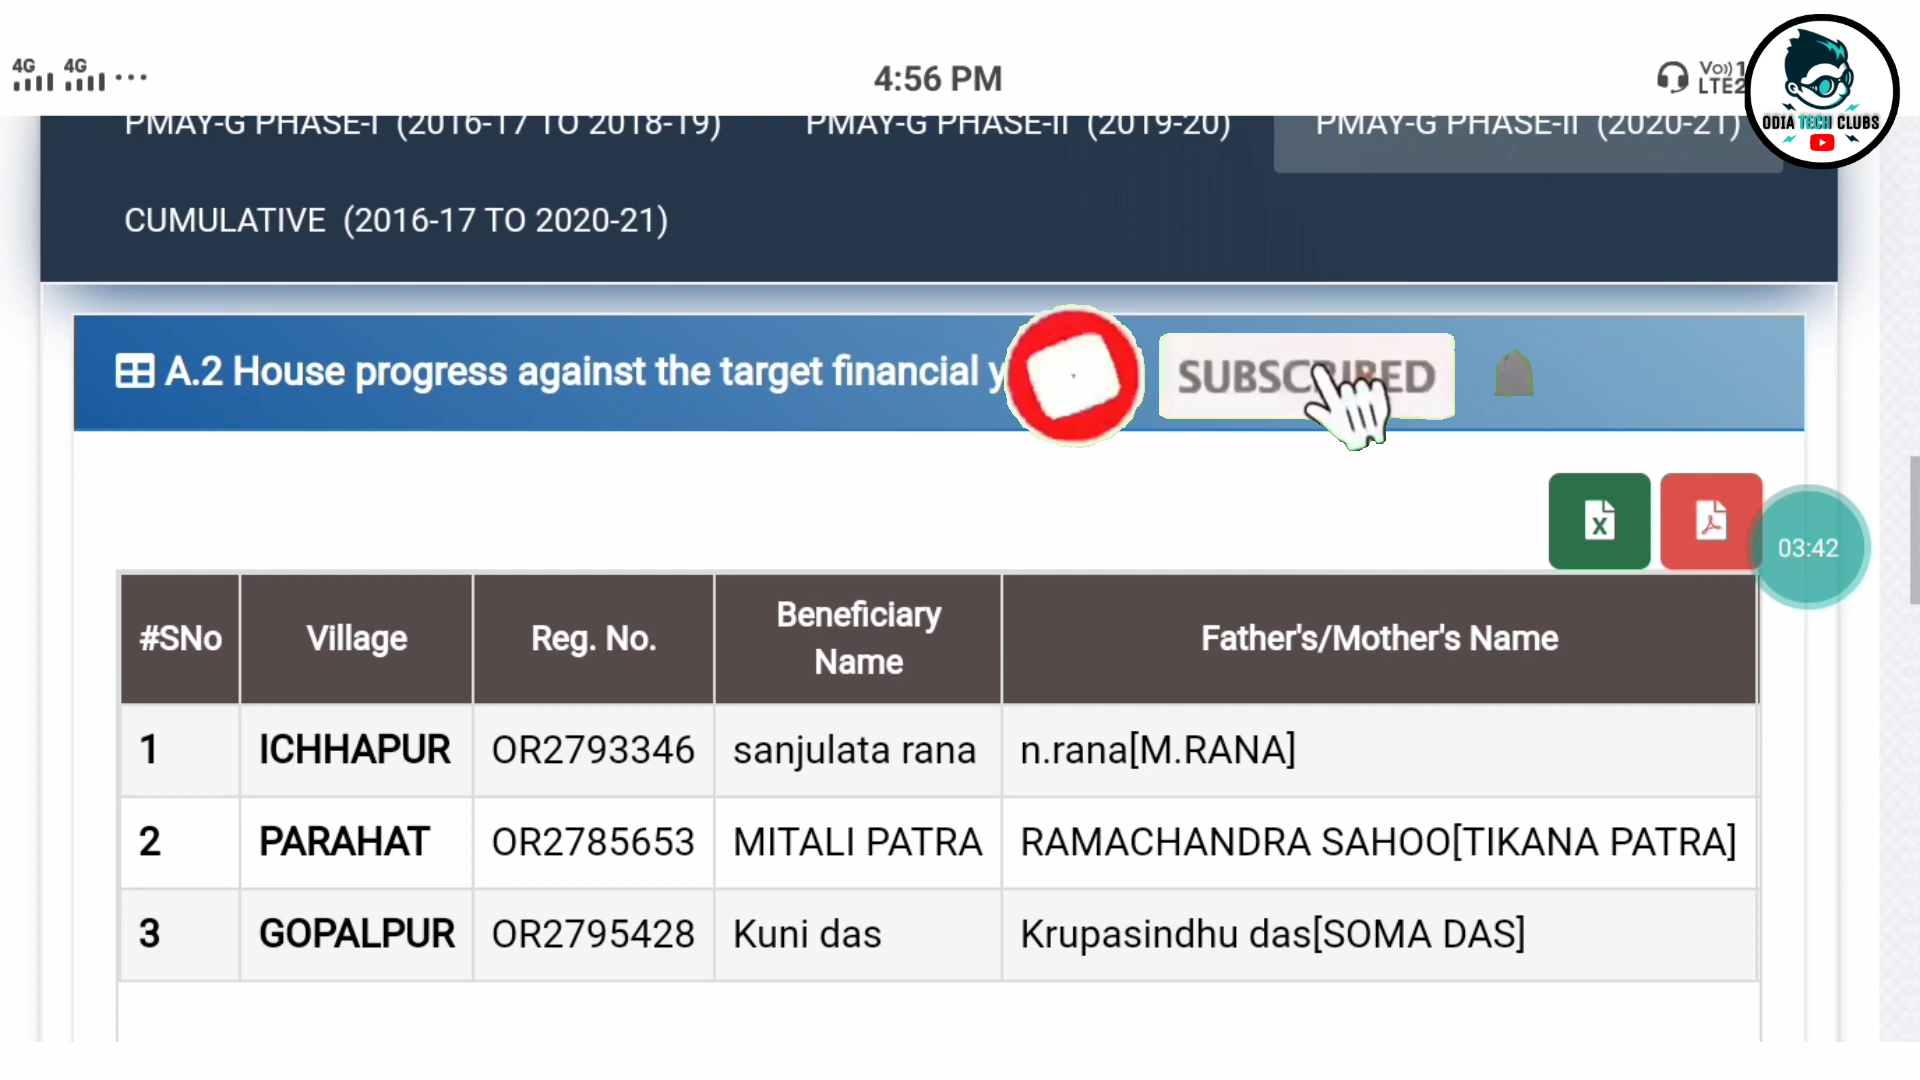 4G 4G
4:56 PM
Vo)) 1
LTE2
ODIA TECH CLUBS
PMAY-G PHASE-I (2016-17 TO 2018-19) PMAY-G PHASE-II (2019-20) PMAY-G PHASE-II (2020-21)
CUMULATIVE (2016-17 TO 2020-21)
A.2 House progress against the target financial y
SUBSCRIBED
03:42
#SNo Village Reg. No. Beneficiary Name Father's/Mother's Name
1 ICHHAPUR OR2793346 sanjulata rana n.rana[M.RANA]
2 PARAHAT OR2785653 MITALI PATRA RAMACHANDRA SAHOO[TIKANA PATRA]
3 GOPALPUR OR2795428 Kuni das Krupasindhu das[SOMA DAS]